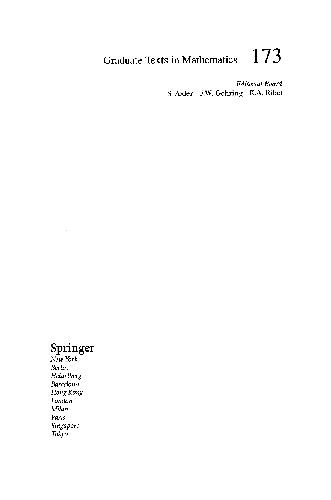 Graduate Texts in Mathematics 173
Editorial Board
S. Axler F.W. Gehring K.A. Ribet
Springer
New York
Berlin
Heidelberg
Barcelona
Hong Kong
London
Milan
Paris
Singapore
Tokyo